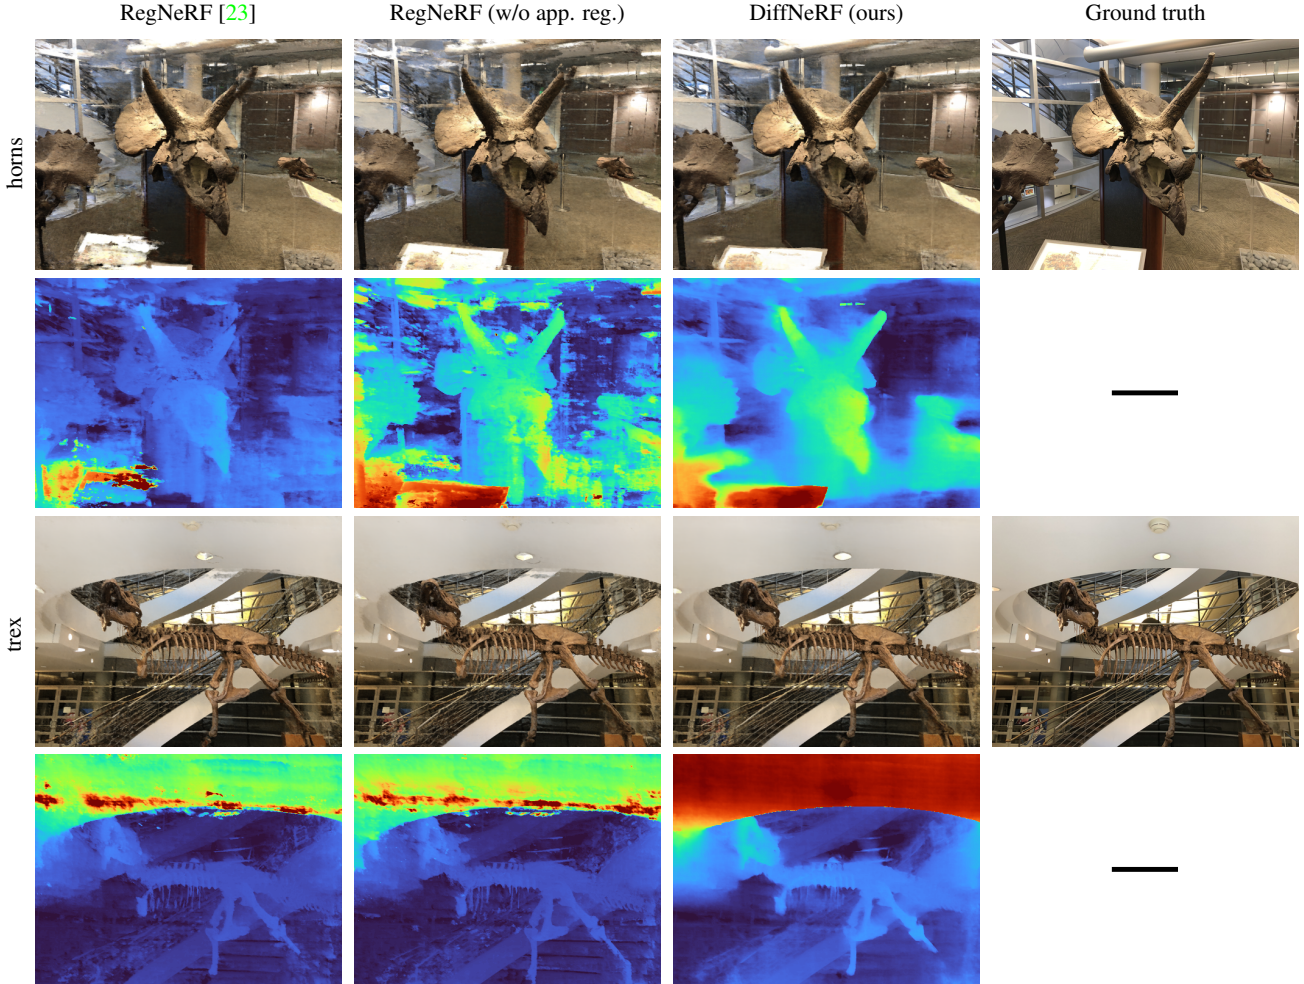 RegNeRF [23] RegNeRF (w/o app. reg.) DiffNeRF (ours) Ground truth
horns
trex